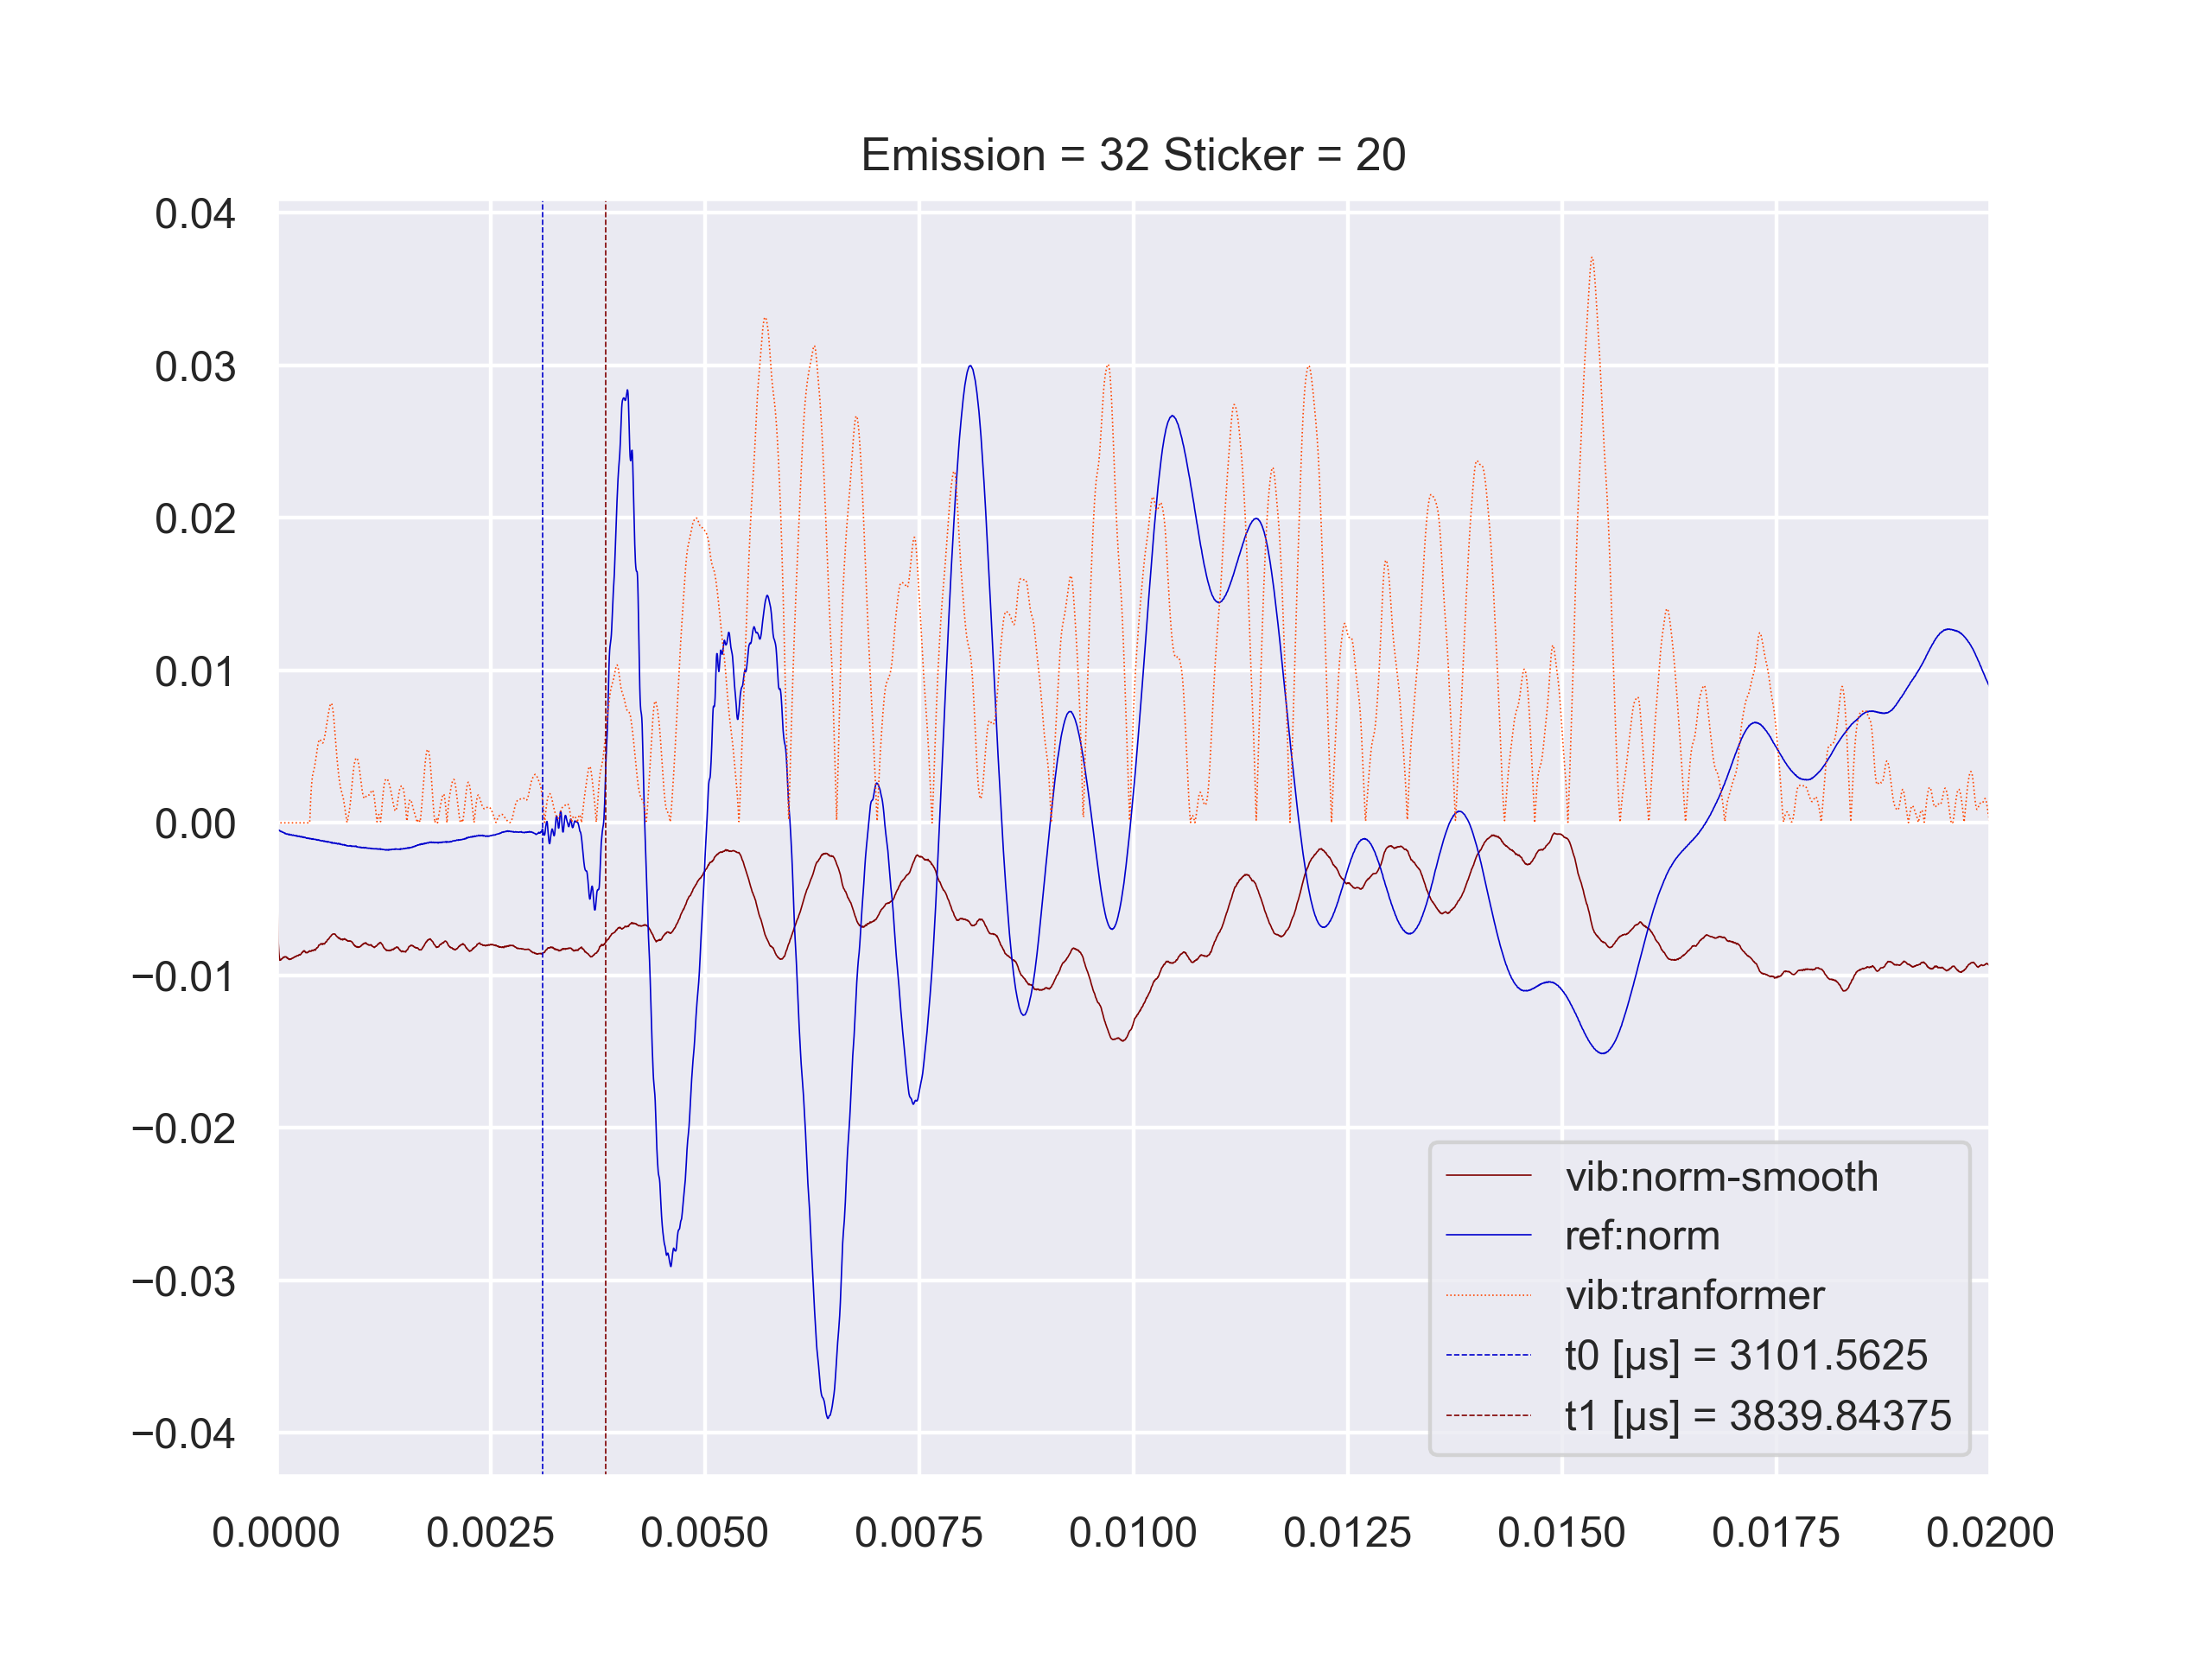 Emission = 32 Sticker = 20
0.04
0.03
0.02
0.01
0.00
−0.01
−0.02
−0.03
−0.04
vib:norm-smooth
ref:norm
vib:tranformer
t0 [µs] = 3101.5625
t1 [µs] = 3839.84375
0.0000 0.0025 0.0050 0.0075 0.0100 0.0125 0.0150 0.0175 0.0200